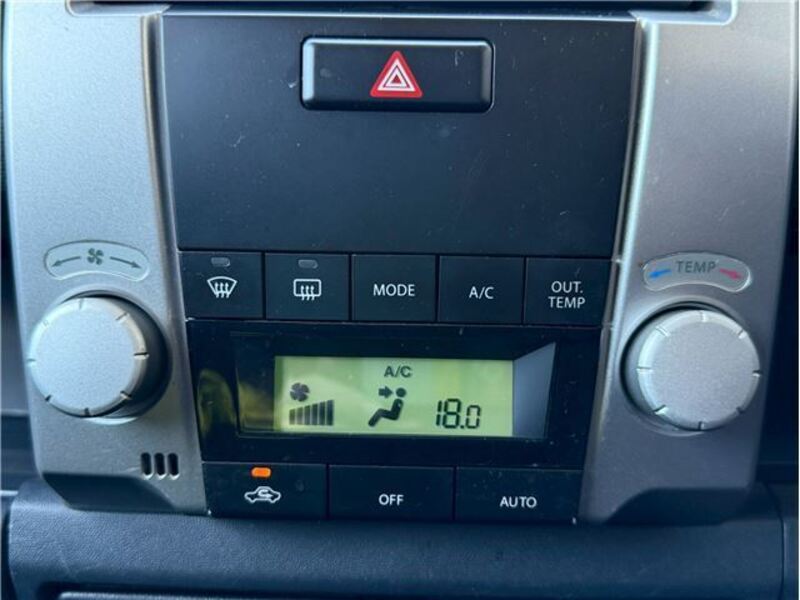 TEMP
MODE
A/C
OUT.
TEMP
A/C
18.0
OFF
AUTO